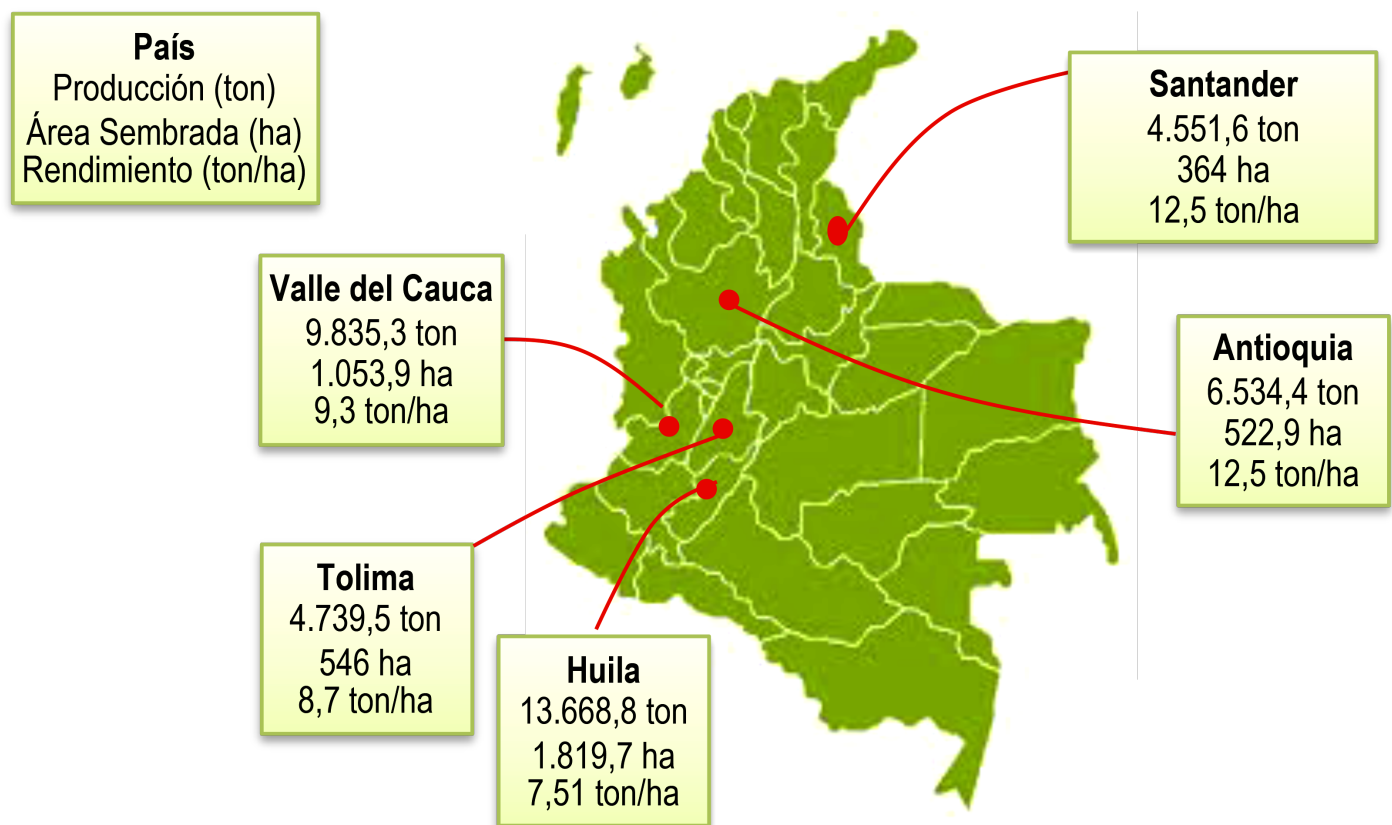 País
Producción (ton)
Área Sembrada (ha)
Rendimiento (ton/ha)
Santander
4.551,6 ton
364 ha
12,5 ton/ha
Valle del Cauca
9.835,3 ton
1.053,9 ha
9,3 ton/ha
Antioquia
6.534,4 ton
522,9 ha
12,5 ton/ha
Tolima
4.739,5 ton
546 ha
8,7 ton/ha
Huila
13.668,8 ton
1.819,7 ha
7,51 ton/ha